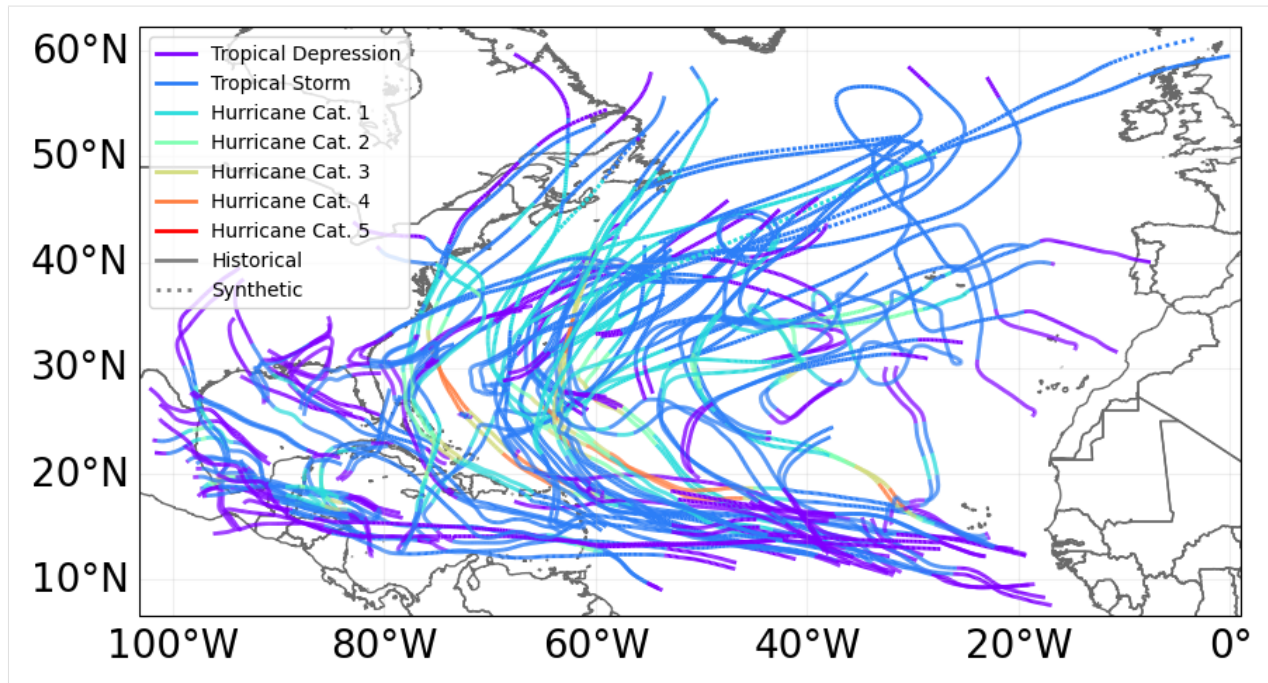 60°N
50°N
40°N
30°N
20°N
10°N
Tropical Depression
Tropical Storm
Hurricane Cat. 1
Hurricane Cat. 2
Hurricane Cat. 3
Hurricane Cat. 4
Hurricane Cat. 5
Historical
Synthetic
100°W 80°W 60°W 40°W 20°W 0°